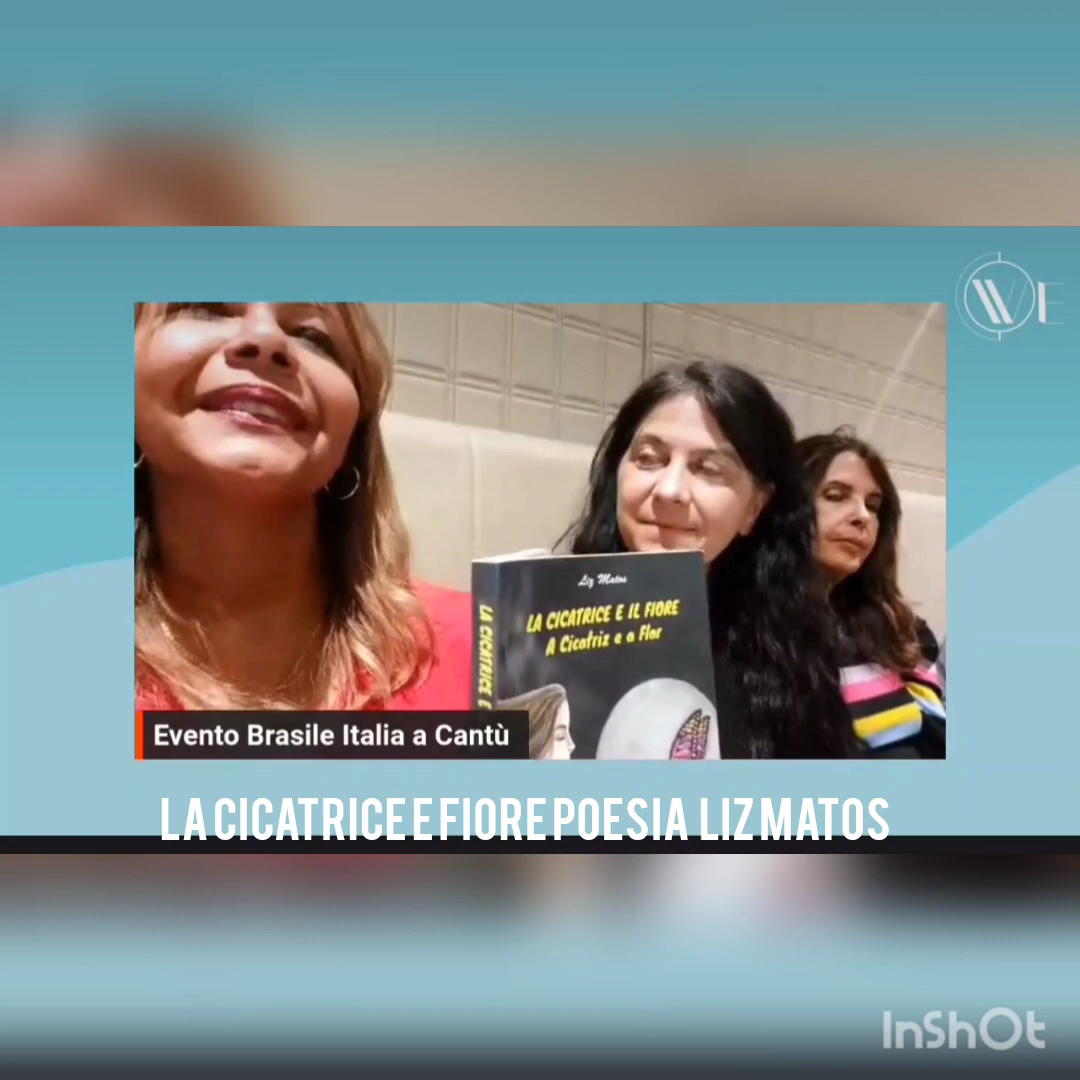 WE
Liz Matos
LA CICATRICE E IL FIORE
A Cicatriz e a Flor
LA CICATRICE E
Evento Brasile Italia a Cantù
LA CICATRICE E FIORE POESIA LIZ MATOS
InShOt